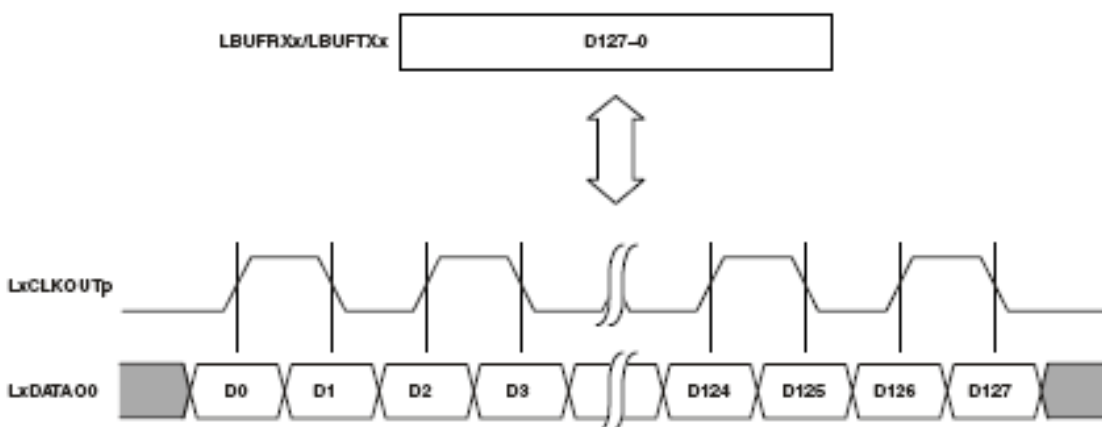 LBUFRXx/LBUFTXx D127–0
LxCLKOUTp
LxDATAO0 D0 D1 D2 D3 D124 D125 D126 D127